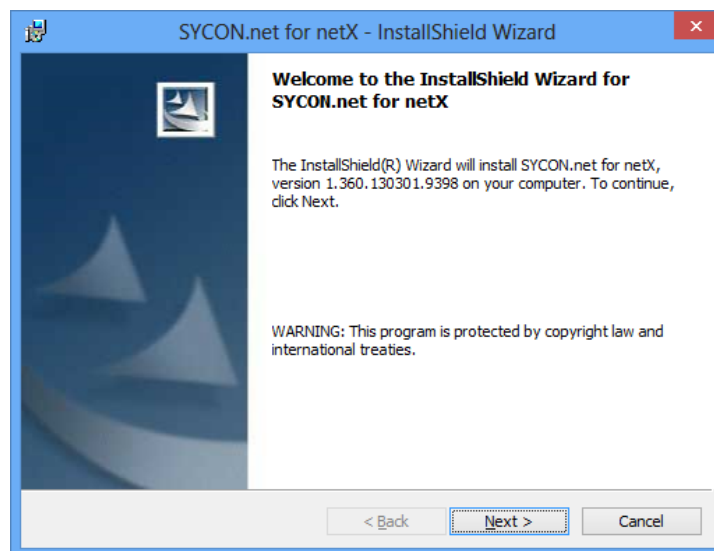 SYCON.net for netX - InstallShield Wizard
Welcome to the InstallShield Wizard for
SYCON.net for netX
The InstallShield(R) Wizard will install SYCON.net for netX,
version 1.360.130301.9398 on your computer. To continue,
click Next.
WARNING: This program is protected by copyright law and
international treaties.
< Back
Next >
Cancel